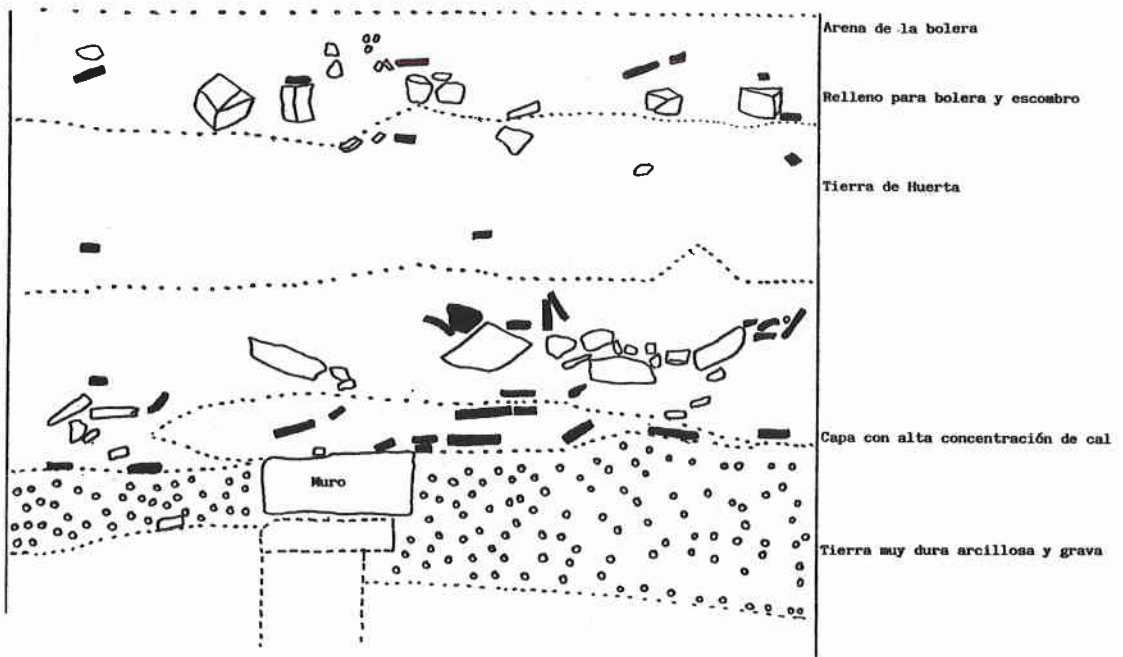 Arena de la bolera
Relleno para bolera y escombro
Tierra de Huerta
Capa con alta concentración de cal
Muro
Tierra muy dura arcillosa y grava